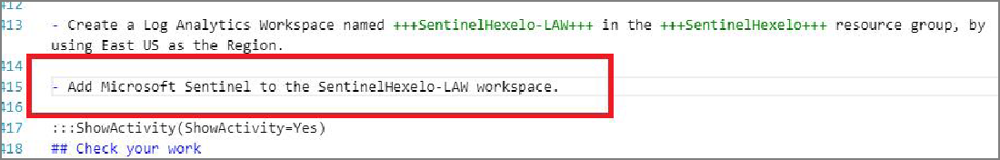 412
413 - Create a Log Analytics Workspace named +++SentinelHexelo-LAW+++ in the +++SentinelHexelo+++ resource group, by
using East US as the Region.
414
415 - Add Microsoft Sentinel to the SentinelHexelo-LAW workspace.
416
417 :::ShowActivity(ShowActivity=Yes)
418 ## Check your work